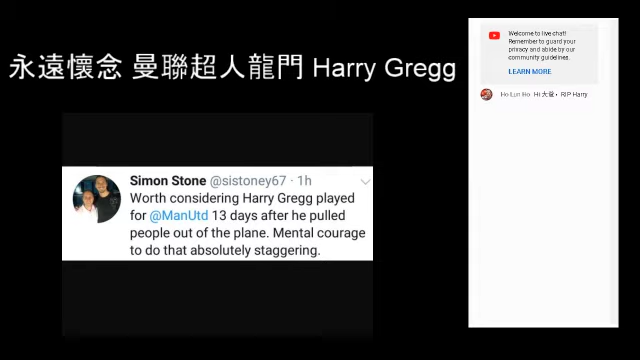 永遠懷念 曼聯超人龍門 Harry Gregg
Simon Stone @sistoney67 · 1h
Worth considering Harry Gregg played
for @ManUtd 13 days after he pulled
people out of the plane. Mental courage
to do that absolutely staggering.
Welcome to live chat!
Remember to guard your
privacy and abide by our
community guidelines.
LEARN MORE
Ho Lun Ho Hi 大聲, RIP Harry